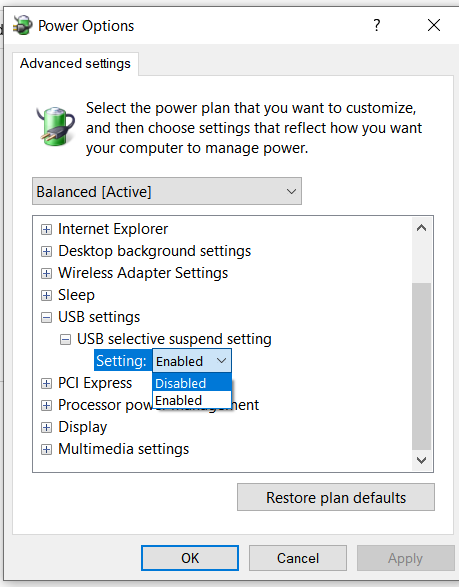 Power Options
?
Advanced settings
Select the power plan that you want to customize,
and then choose settings that reflect how you want
your computer to manage power.
Balanced [Active]
Internet Explorer
Desktop background settings
Wireless Adapter Settings
Sleep
USB settings
USB selective suspend setting
Setting: Enabled
Disabled
Enabled
PCI Express
Processor power management
Display
Multimedia settings
Restore plan defaults
OK
Cancel
Apply